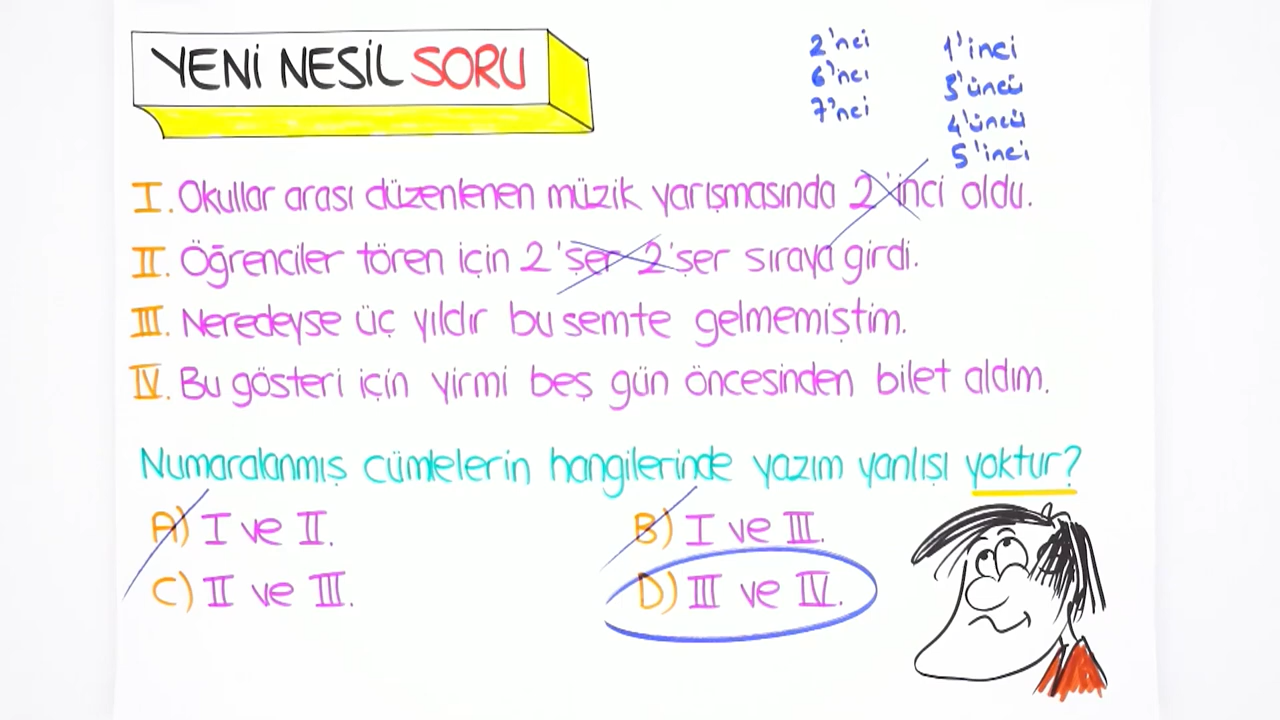 YENİ NESİL SORU
2'nci
6'ncı
7'nci
1'inci
3'üncü
4'üncü
5'inci
I. Okullar arası düzenlenen müzik yarışmasında 2'inci oldu.
II. Öğrenciler tören için 2'şer 2'şer sıraya girdi.
III. Neredeyse üç yıldır bu semte gelmemiştim.
IV. Bu gösteri için yirmi beş gün öncesinden bilet aldım.
Numaralanmış cümlelerin hangilerinde yazım yanlışı yoktur?
A) I ve II.
B) I ve III.
C) II ve III.
D) III ve IV.